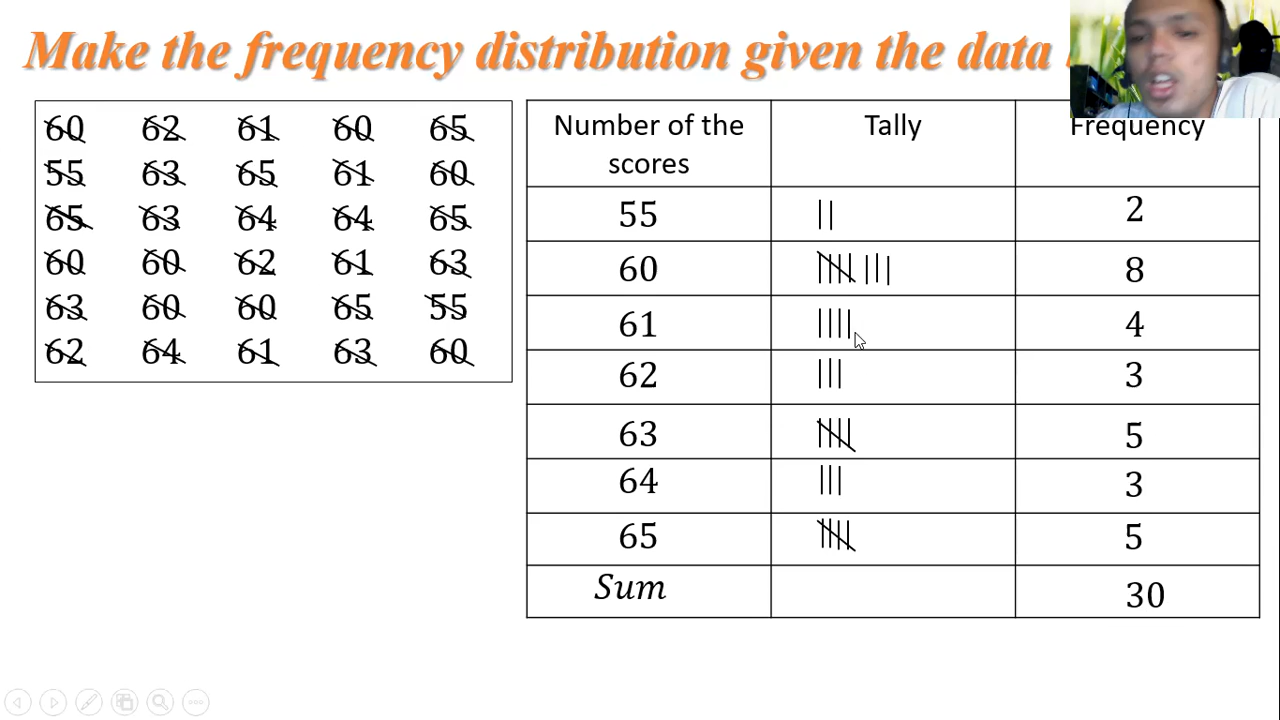 Make the frequency distribution given the data
60 62 61 60 65
55 63 65 61 60
65 63 64 64 65
60 60 62 61 63
63 60 60 65 55
62 64 61 63 60
Number of the scores Tally Frequency
55 2
60 8
61 4
62 3
63 5
64 3
65 5
Sum 30